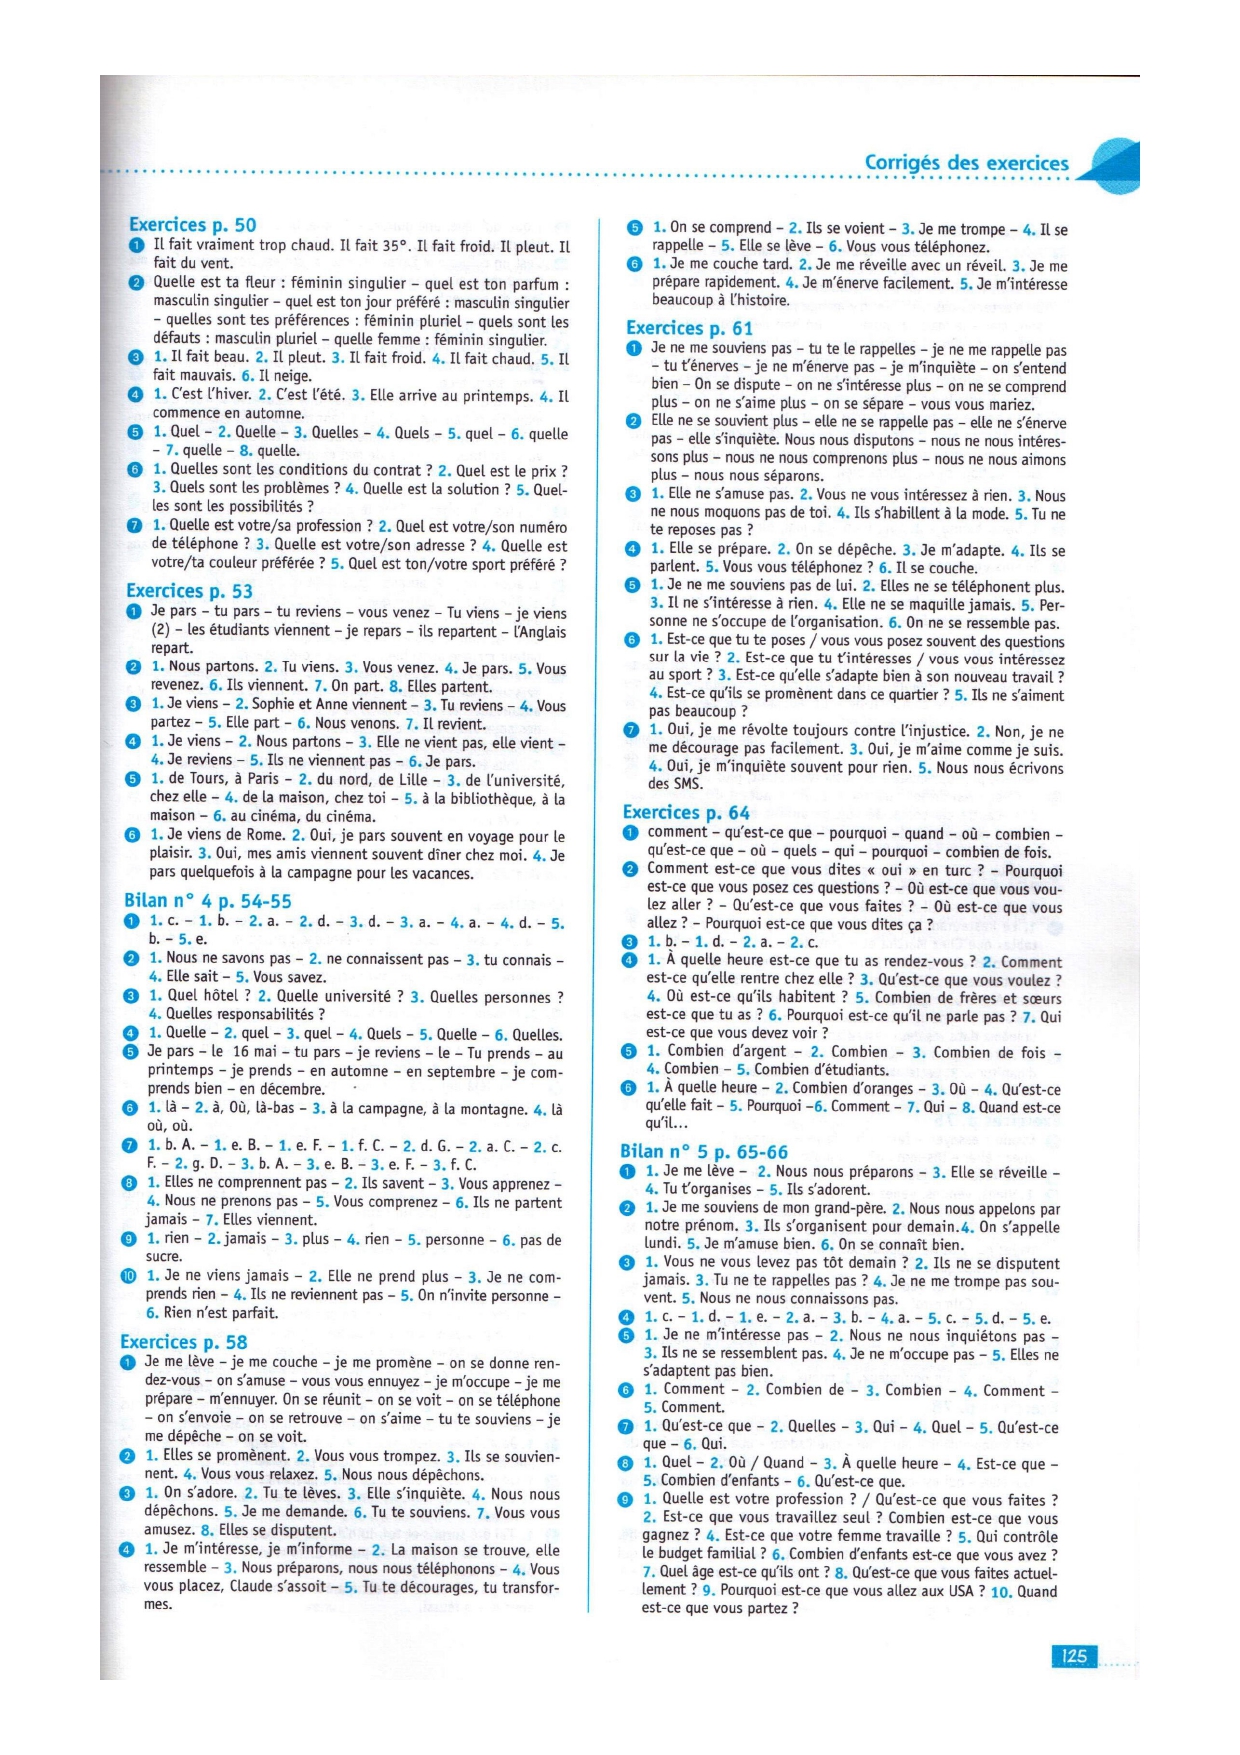 Corrigés des exercices
Exercices p. 50
1 Il fait vraiment trop chaud. Il fait 35°. Il fait froid. Il pleut. Il
fait du vent.
2 Quelle est ta fleur : féminin singulier – quel est ton parfum :
masculin singulier – quel est ton jour préféré : masculin singulier
– quelles sont tes préférences : féminin pluriel – quels sont les
défauts : masculin pluriel – quelle femme : féminin singulier.
3 1. Il fait beau. 2. Il pleut. 3. Il fait froid. 4. Il fait chaud. 5. Il
fait mauvais. 6. Il neige.
4 1. C'est l'hiver. 2. C'est l'été. 3. Elle arrive au printemps. 4. Il
commence en automne.
5 1. Quel – 2. Quelle – 3. Quelles – 4. Quels – 5. quel – 6. quelle
– 7. quelle – 8. quelle.
6 1. Quelles sont les conditions du contrat ? 2. Quel est le prix ?
3. Quels sont les problèmes ? 4. Quelle est la solution ? 5. Quel-
les sont les possibilités ?
7 1. Quelle est votre/sa profession ? 2. Quel est votre/son numéro
de téléphone ? 3. Quelle est votre/son adresse ? 4. Quelle est
votre/ta couleur préférée ? 5. Quel est ton/votre sport préféré ?
Exercices p. 53
1 Je pars – tu pars – tu reviens – vous venez – Tu viens – je viens
(2) – les étudiants viennent – je repars – ils repartent – l'Anglais
repart.
2 1. Nous partons. 2. Tu viens. 3. Vous venez. 4. Je pars. 5. Vous
revenez. 6. Ils viennent. 7. On part. 8. Elles partent.
3 1. Je viens – 2. Sophie et Anne viennent – 3. Tu reviens – 4. Vous
partez – 5. Elle part – 6. Nous venons. 7. Il revient.
4 1. Je viens – 2. Nous partons – 3. Elle ne vient pas, elle vient –
4. Je reviens – 5. Ils ne viennent pas – 6. Je pars.
5 1. de Tours, à Paris – 2. du nord, de Lille – 3. de l'université,
chez elle – 4. de la maison, chez toi – 5. à la bibliothèque, à la
maison – 6. au cinéma, du cinéma.
6 1. Je viens de Rome. 2. Oui, je pars souvent en voyage pour le
plaisir. 3. Oui, mes amis viennent souvent dîner chez moi. 4. Je
pars quelquefois à la campagne pour les vacances.
Bilan n° 4 p. 54-55
1 1. c. – 1. b. – 2. a. – 2. d. – 3. d. – 3. a. – 4. a. – 4. d. – 5.
b. – 5. e.
2 1. Nous ne savons pas – 2. ne connaissent pas – 3. tu connais –
4. Elle sait – 5. Vous savez.
3 1. Quel hôtel ? 2. Quelle université ? 3. Quelles personnes ?
4. Quelles responsabilités ?
4 1. Quelle – 2. quel – 3. quel – 4. Quels – 5. Quelle – 6. Quelles.
5 Je pars – le 16 mai – tu pars – je reviens – le – Tu prends – au
printemps – je prends – en automne – en septembre – je com-
prends bien – en décembre.
6 1. là – 2. à, Où, là-bas – 3. à la campagne, à la montagne. 4. là
où, où.
7 1. b. A. – 1. e. B. – 1. e. F. – 1. f. C. – 2. d. G. – 2. a. C. – 2. c.
F. – 2. g. D. – 3. b. A. – 3. e. B. – 3. e. F. – 3. f. C.
8 1. Elles ne comprennent pas – 2. Ils savent – 3. Vous apprenez –
4. Nous ne prenons pas – 5. Vous comprenez – 6. Ils ne partent
jamais – 7. Elles viennent.
9 1. rien – 2. jamais – 3. plus – 4. rien – 5. personne – 6. pas de
sucre.
10 1. Je ne viens jamais – 2. Elle ne prend plus – 3. Je ne com-
prends rien – 4. Ils ne reviennent pas – 5. On n'invite personne –
6. Rien n'est parfait.
Exercices p. 58
1 Je me lève – je me couche – je me promène – on se donne ren-
dez-vous – on s'amuse – vous vous ennuyez – je m'occupe – je me
prépare – m'ennuyer. On se réunit – on se voit – on se téléphone
– on s'envoie – on se retrouve – on s'aime – tu te souviens – je
me dépêche – on se voit.
2 1. Elles se promènent. 2. Vous vous trompez. 3. Ils se souvien-
nent. 4. Vous vous relaxez. 5. Nous nous dépêchons.
3 1. On s'adore. 2. Tu te lèves. 3. Elle s'inquiète. 4. Nous nous
dépêchons. 5. Je me demande. 6. Tu te souviens. 7. Vous vous
amusez. 8. Elles se disputent.
4 1. Je m'intéresse, je m'informe – 2. La maison se trouve, elle
ressemble – 3. Nous préparons, nous nous téléphonons – 4. Vous
vous placez, Claude s'assoit – 5. Tu te décourages, tu transfor-
mes.
5 1. On se comprend – 2. Ils se voient – 3. Je me trompe – 4. Il se
rappelle – 5. Elle se lève – 6. Vous vous téléphonez.
6 1. Je me couche tard. 2. Je me réveille avec un réveil. 3. Je me
prépare rapidement. 4. Je m'énerve facilement. 5. Je m'intéresse
beaucoup à l'histoire.
Exercices p. 61
1 Je ne me souviens pas – tu te le rappelles – je ne me rappelle pas
– tu t'énerves – je ne m'énerve pas – je m'inquiète – on s'entend
bien – On se dispute – on ne s'intéresse plus – on ne se comprend
plus – on ne s'aime plus – on se sépare – vous vous mariez.
2 Elle ne se souvient plus – elle ne se rappelle pas – elle ne s'énerve
pas – elle s'inquiète. Nous nous disputons – nous ne nous intéres-
sons plus – nous ne nous comprenons plus – nous ne nous aimons
plus – nous nous séparons.
3 1. Elle ne s'amuse pas. 2. Vous ne vous intéressez à rien. 3. Nous
ne nous moquons pas de toi. 4. Ils s'habillent à la mode. 5. Tu ne
te reposes pas ?
4 1. Elle se prépare. 2. On se dépêche. 3. Je m'adapte. 4. Ils se
parlent. 5. Vous vous téléphonez ? 6. Il se couche.
5 1. Je ne me souviens pas de lui. 2. Elles ne se téléphonent plus.
3. Il ne s'intéresse à rien. 4. Elle ne se maquille jamais. 5. Per-
sonne ne s'occupe de l'organisation. 6. On ne se ressemble pas.
6 1. Est-ce que tu te poses / vous vous posez souvent des questions
sur la vie ? 2. Est-ce que tu t'intéresses / vous vous intéressez
au sport ? 3. Est-ce qu'elle s'adapte bien à son nouveau travail ?
4. Est-ce qu'ils se promènent dans ce quartier ? 5. Ils ne s'aiment
pas beaucoup ?
7 1. Oui, je me révolte toujours contre l'injustice. 2. Non, je ne
me décourage pas facilement. 3. Oui, je m'aime comme je suis.
4. Oui, je m'inquiète souvent pour rien. 5. Nous nous écrivons
des SMS.
Exercices p. 64
1 comment – qu'est-ce que – pourquoi – quand – où – combien –
qu'est-ce que – où – quels – qui – pourquoi – combien de fois.
2 Comment est-ce que vous dites « oui » en turc ? – Pourquoi
est-ce que vous posez ces questions ? – Où est-ce que vous vou-
lez aller ? – Qu'est-ce que vous faites ? – Où est-ce que vous
allez ? – Pourquoi est-ce que vous dites ça ?
3 1. b. – 1. d. – 2. a. – 2. c.
4 1. À quelle heure est-ce que tu as rendez-vous ? 2. Comment
est-ce qu'elle rentre chez elle ? 3. Qu'est-ce que vous voulez ?
4. Où est-ce qu'ils habitent ? 5. Combien de frères et sœurs
est-ce que tu as ? 6. Pourquoi est-ce qu'il ne parle pas ? 7. Qui
est-ce que vous devez voir ?
5 1. Combien d'argent – 2. Combien – 3. Combien de fois –
4. Combien – 5. Combien d'étudiants.
6 1. À quelle heure – 2. Combien d'oranges – 3. Où – 4. Qu'est-ce
qu'elle fait – 5. Pourquoi –6. Comment – 7. Qui – 8. Quand est-ce
qu'il...
Bilan n° 5 p. 65-66
1 1. Je me lève – 2. Nous nous préparons – 3. Elle se réveille –
4. Tu t'organises – 5. Ils s'adorent.
2 1. Je me souviens de mon grand-père. 2. Nous nous appelons par
notre prénom. 3. Ils s'organisent pour demain.4. On s'appelle
lundi. 5. Je m'amuse bien. 6. On se connaît bien.
3 1. Vous ne vous levez pas tôt demain ? 2. Ils ne se disputent
jamais. 3. Tu ne te rappelles pas ? 4. Je ne me trompe pas sou-
vent. 5. Nous ne nous connaissons pas.
4 1. c. – 1. d. – 1. e. – 2. a. – 3. b. – 4. a. – 5. c. – 5. d. – 5. e.
5 1. Je ne m'intéresse pas – 2. Nous ne nous inquiétons pas –
3. Ils ne se ressemblent pas. 4. Je ne m'occupe pas – 5. Elles ne
s'adaptent pas bien.
6 1. Comment – 2. Combien de – 3. Combien – 4. Comment –
5. Comment.
7 1. Qu'est-ce que – 2. Quelles – 3. Qui – 4. Quel – 5. Qu'est-ce
que – 6. Qui.
8 1. Quel – 2. Où / Quand – 3. À quelle heure – 4. Est-ce que –
5. Combien d'enfants – 6. Qu'est-ce que.
9 1. Quelle est votre profession ? / Qu'est-ce que vous faites ?
2. Est-ce que vous travaillez seul ? Combien est-ce que vous
gagnez ? 4. Est-ce que votre femme travaille ? 5. Qui contrôle
le budget familial ? 6. Combien d'enfants est-ce que vous avez ?
7. Quel âge est-ce qu'ils ont ? 8. Qu'est-ce que vous faites actuel-
lement ? 9. Pourquoi est-ce que vous allez aux USA ? 10. Quand
est-ce que vous partez ?
125